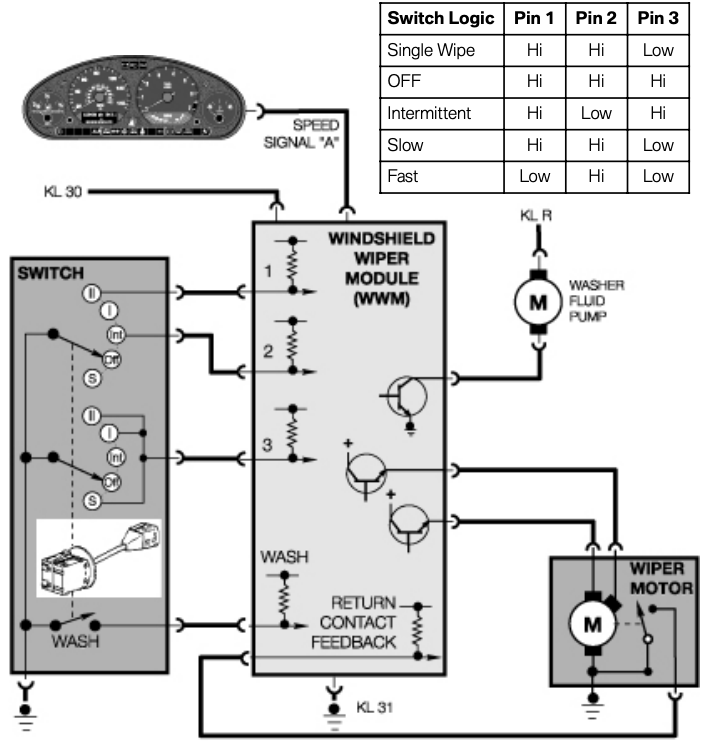 Switch Logic Pin 1 Pin 2 Pin 3
Single Wipe Hi Hi Low
OFF Hi Hi Hi
Intermittent Hi Low Hi
Slow Hi Hi Low
Fast Low Hi Low
SPEED
SIGNAL "A"
KL 30
KL R
WINDSHIELD
WIPER
MODULE
(WWM)
SWITCH
1
2
3
II
I
Int
Off
S
II
I
Int
Off
S
M
WASHER
FLUID
PUMP
+
+
WASH
WASH
RETURN
CONTACT
FEEDBACK
WIPER
MOTOR
M
KL 31